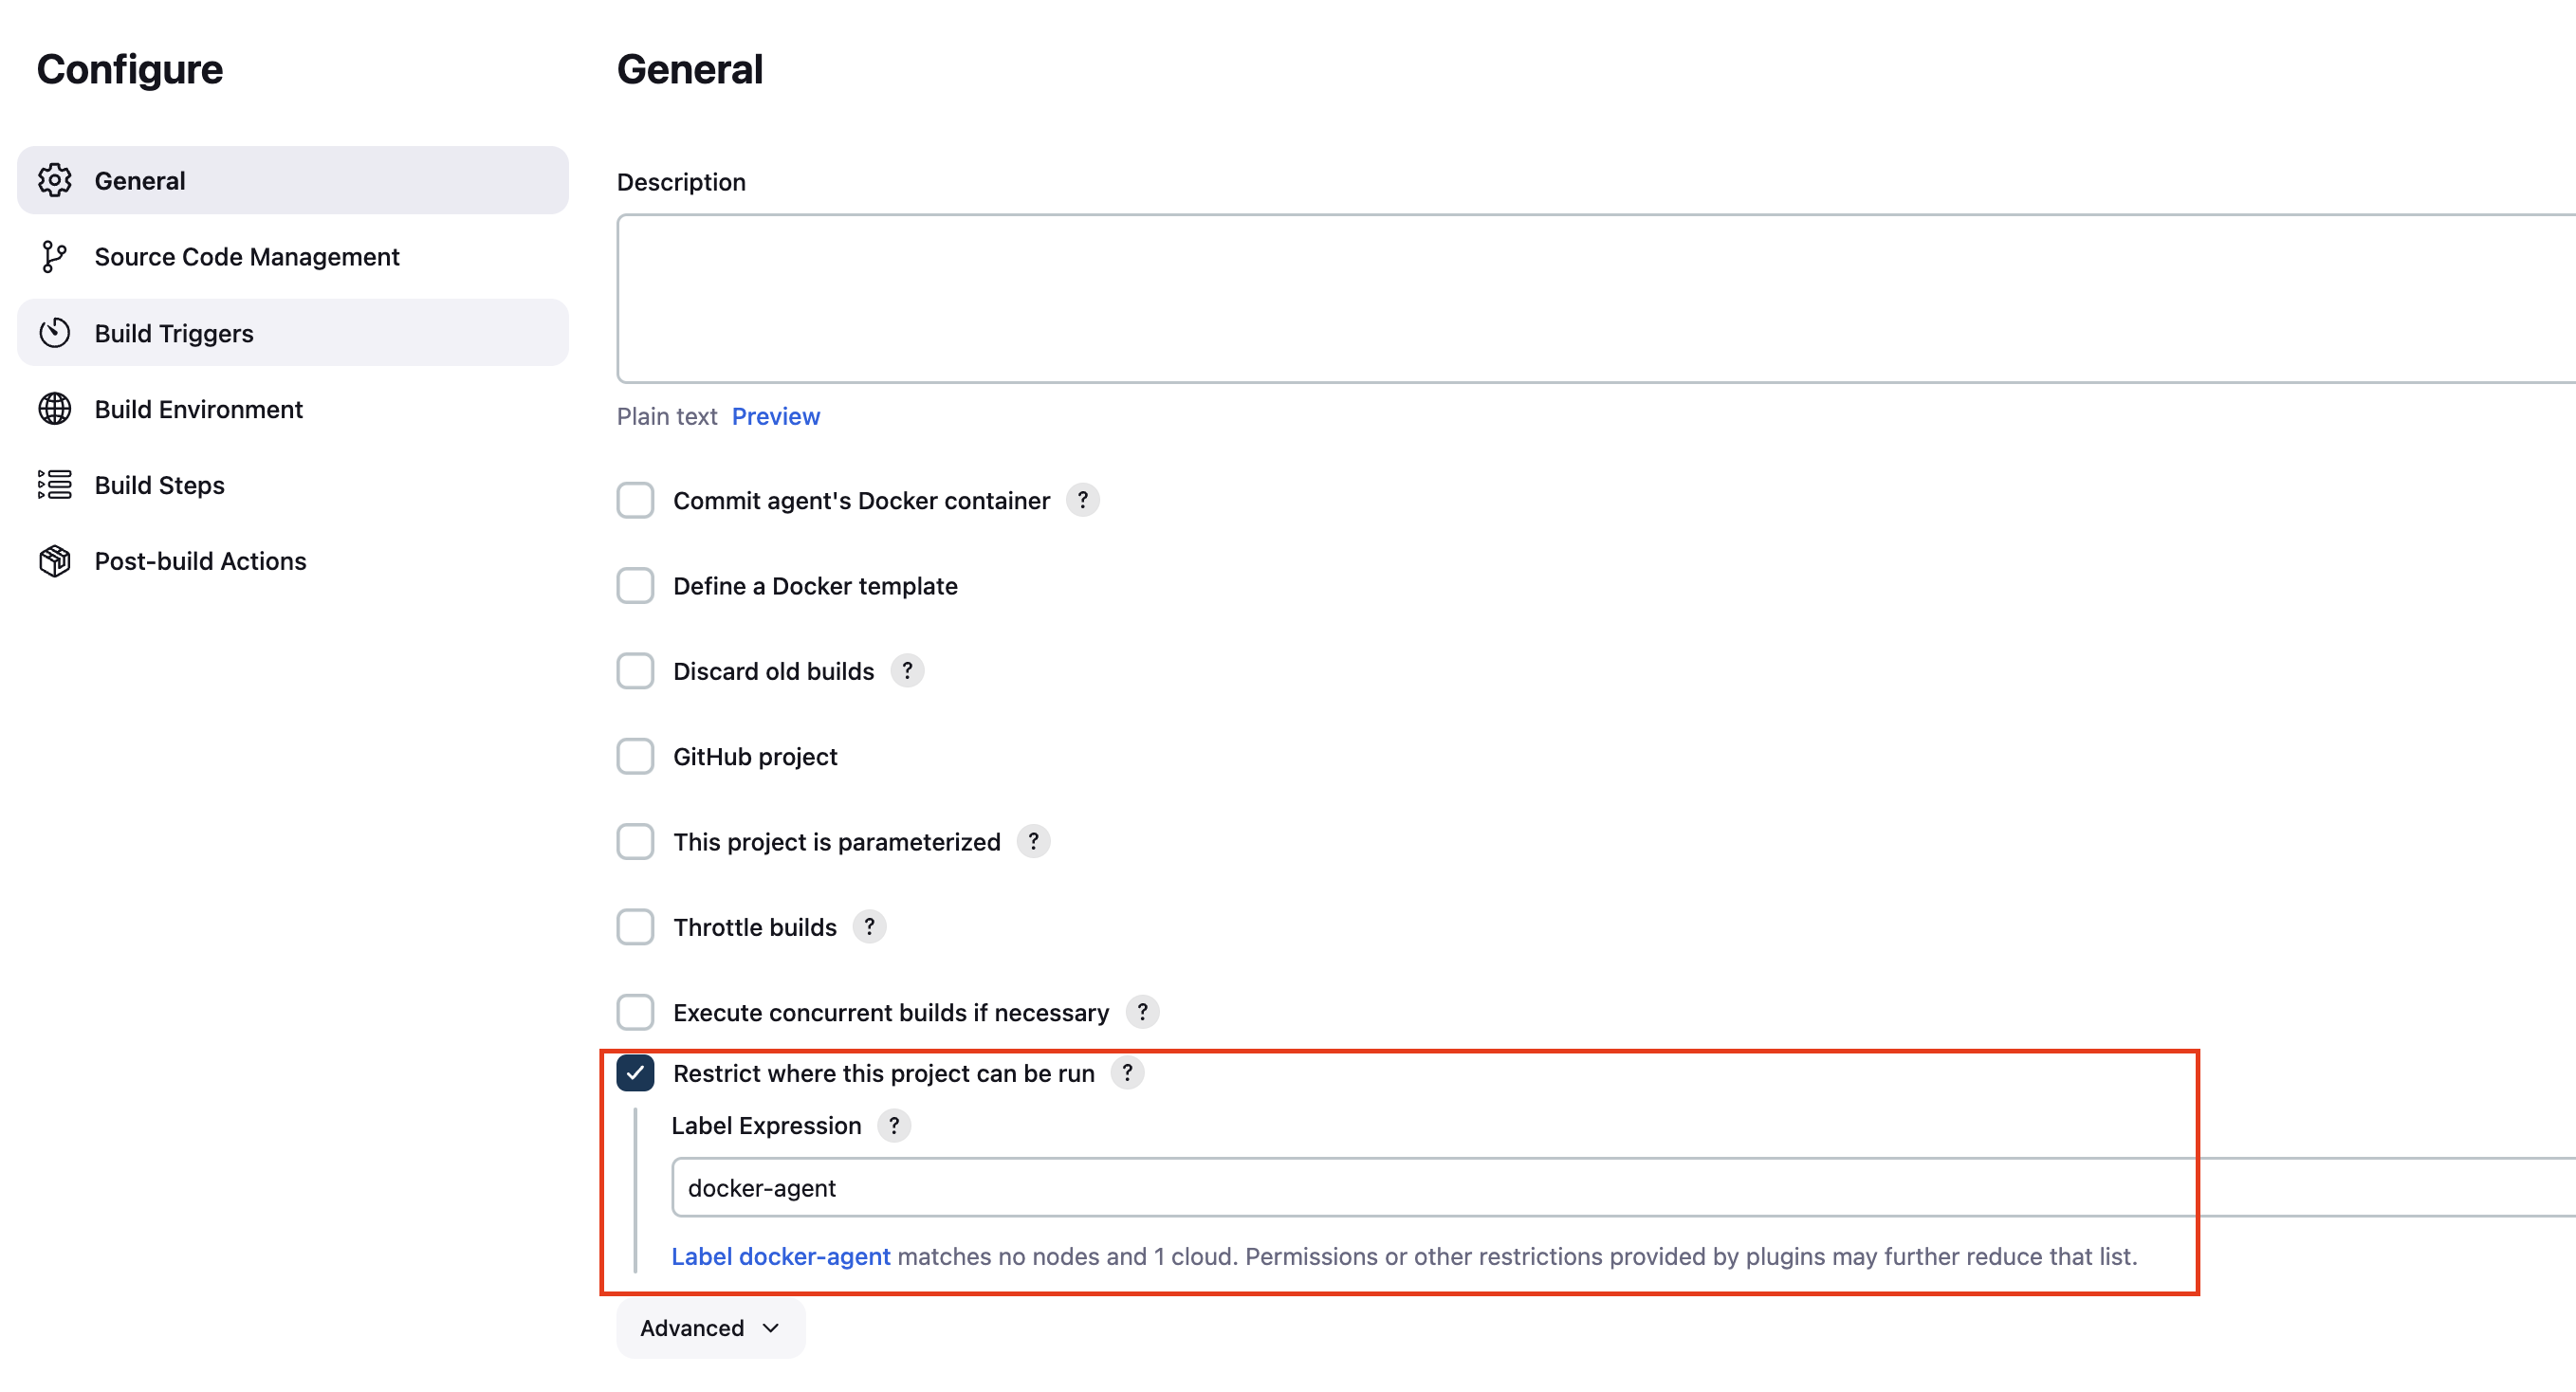 Configure
General
Source Code Management
Build Triggers
Build Environment
Build Steps
Post-build Actions
General
Description
Plain text Preview
Commit agent's Docker container ?
Define a Docker template
Discard old builds ?
GitHub project
This project is parameterized ?
Throttle builds ?
Execute concurrent builds if necessary ?
Restrict where this project can be run ?
Label Expression ?
docker-agent
Label docker-agent matches no nodes and 1 cloud. Permissions or other restrictions provided by plugins may further reduce that list.
Advanced